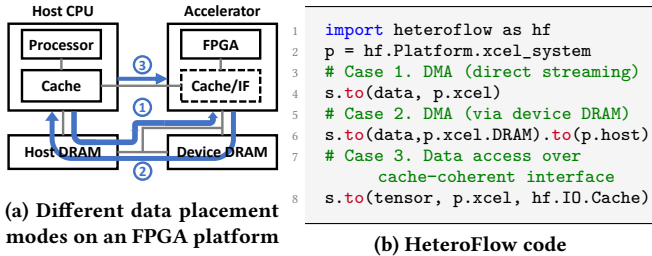 Host CPU
Accelerator
Processor
FPGA
③
Cache
Cache/IF
①
Host DRAM
Device DRAM
②
(a) Different data placement
modes on an FPGA platform
1 import heteroflow as hf
2 p = hf.Platform.xcel_system
3 # Case 1. DMA (direct streaming)
4 s.to(data, p.xcel)
5 # Case 2. DMA (via device DRAM)
6 s.to(data,p.xcel.DRAM).to(p.host)
7 # Case 3. Data access over
cache-coherent interface
8 s.to(tensor, p.xcel, hf.IO.Cache)
(b) HeteroFlow code